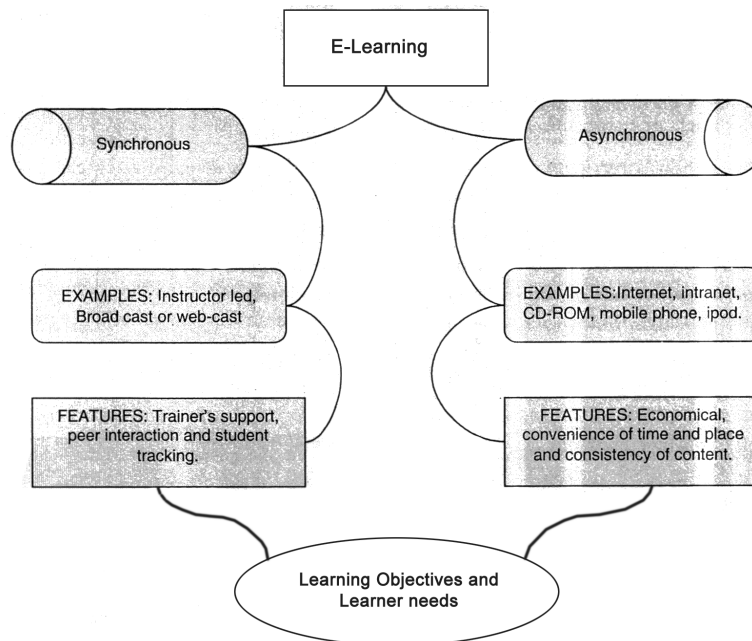 E-Learning
Synchronous
Asynchronous
EXAMPLES: Instructor led,
Broad cast or web-cast
EXAMPLES:Internet, intranet,
CD-ROM, mobile phone, ipod.
FEATURES: Trainer's support,
peer interaction and student
tracking.
FEATURES: Economical,
convenience of time and place
and consistency of content.
Learning Objectives and
Learner needs